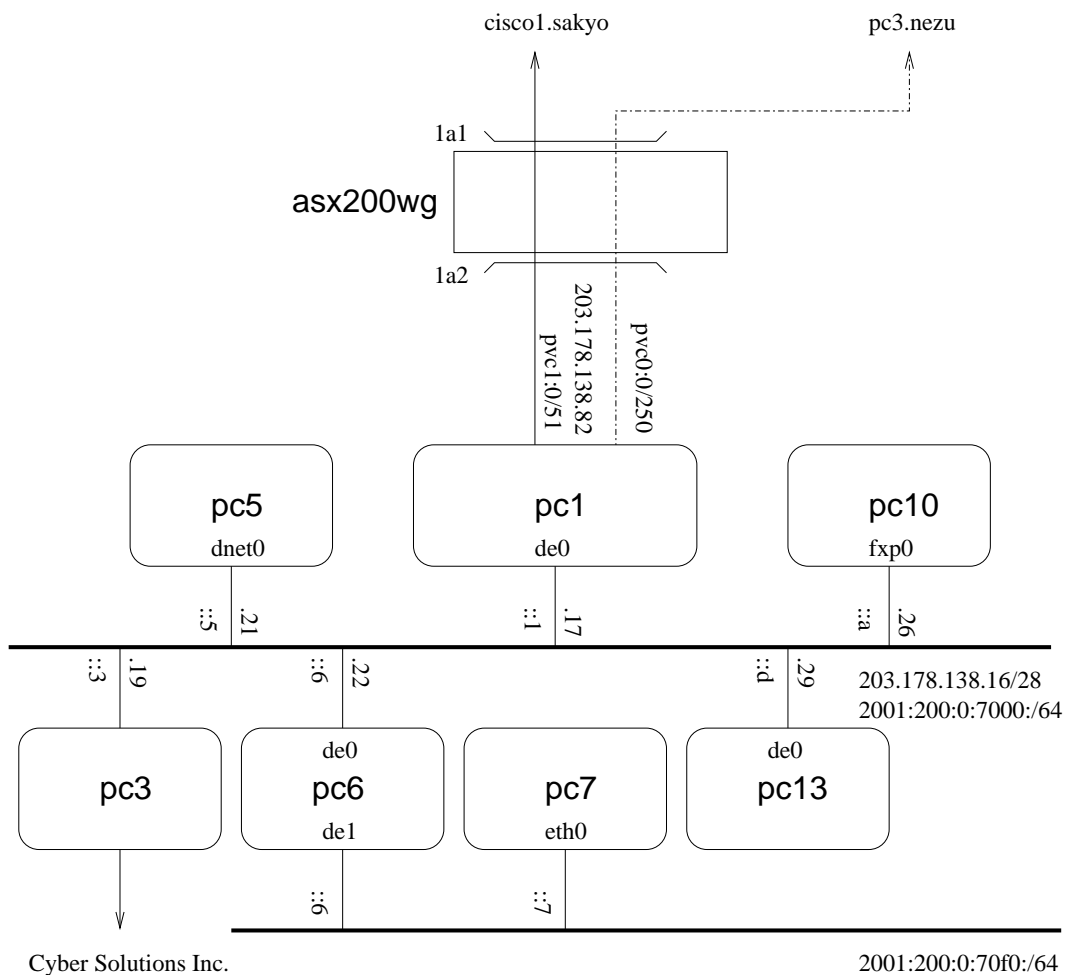 cisco1.sakyo
pc3.nezu
1a1
asx200wg
1a2
203.178.138.82
pvc1:0/51
pvc0:0/250
pc5
dnet0
pc1
de0
pc10
fxp0
::5
.21
::1
.17
::a
.26
::3
.19
::6
.22
::d
.29
203.178.138.16/28
2001:200:0:7000:/64
pc3
de0
pc6
de1
pc7
eth0
de0
pc13
::6
::7
Cyber Solutions Inc.
2001:200:0:70f0:/64